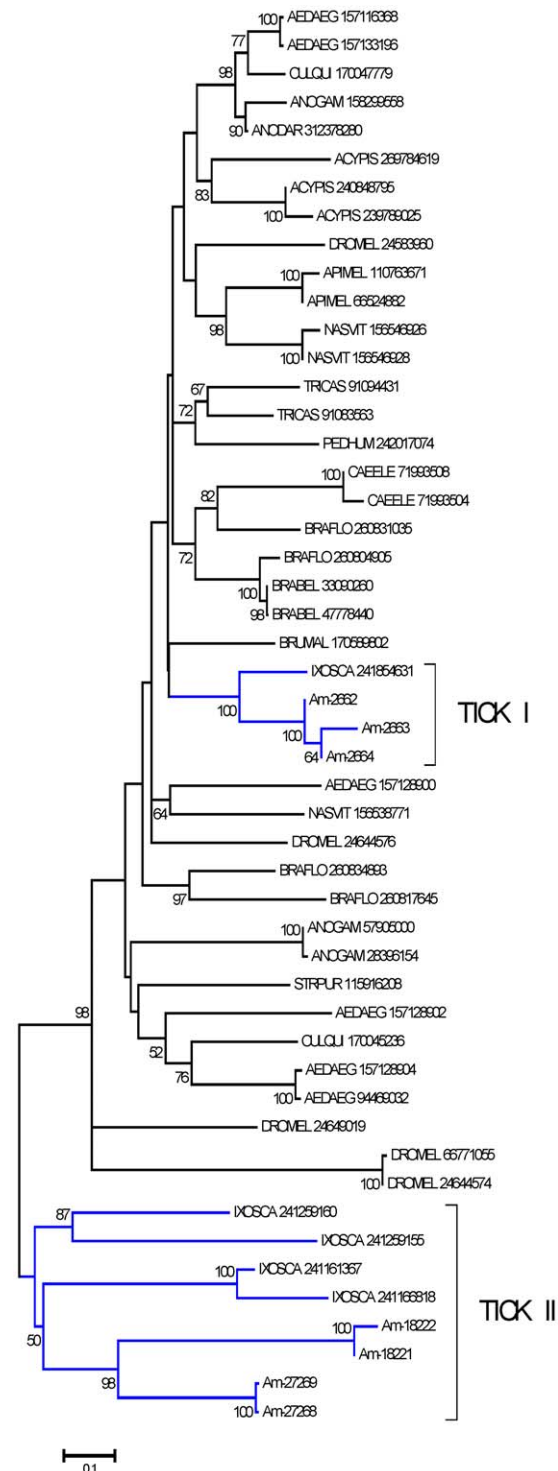 100
AEDAEG 157116368
77
AEDAEG 157133196
98
CULQUI 170047779
ANOGAM 158299558
90
ANODAR 312378280
ACYPIS 269784619
83
ACYPIS 240848795
100
ACYPIS 239789025
DROMEL 24583960
100
APIMEL 110763671
APIMEL 66524882
98
NASVIT 156546926
100
NASVIT 156546928
67
TRICAS 91094431
72
TRICAS 91083563
PEDHUM 242017074
100
CAEELE 71993508
82
CAEELE 71993504
BRAFLO 260831035
72
BRAFLO 260804905
100
BRABEL 33090260
98
BRABEL 47778440
BRUMAL 170589802
IXOSCA 241854631
100
Am-2662
TICK I
100
Am-2663
64
Am-2664
AEDAEG 157128900
64
NASVIT 156538771
DROMEL 24644576
BRAFLO 260834693
97
BRAFLO 260817645
100
ANOGAM 57905000
ANOGAM 28396154
STRPUR 115916208
98
AEDAEG 157128902
52
CULQUI 170045236
76
AEDAEG 157128904
100
AEDAEG 94469032
DROMEL 24649019
DROMEL 66771055
100
DROMEL 24644574
87
IXOSCA 241259160
IXOSCA 241259155
100
IXOSCA 241161367
IXOSCA 241166818
TICK II
50
100
Am-18222
Am-18221
98
Am-27269
100
Am-27268
0.1